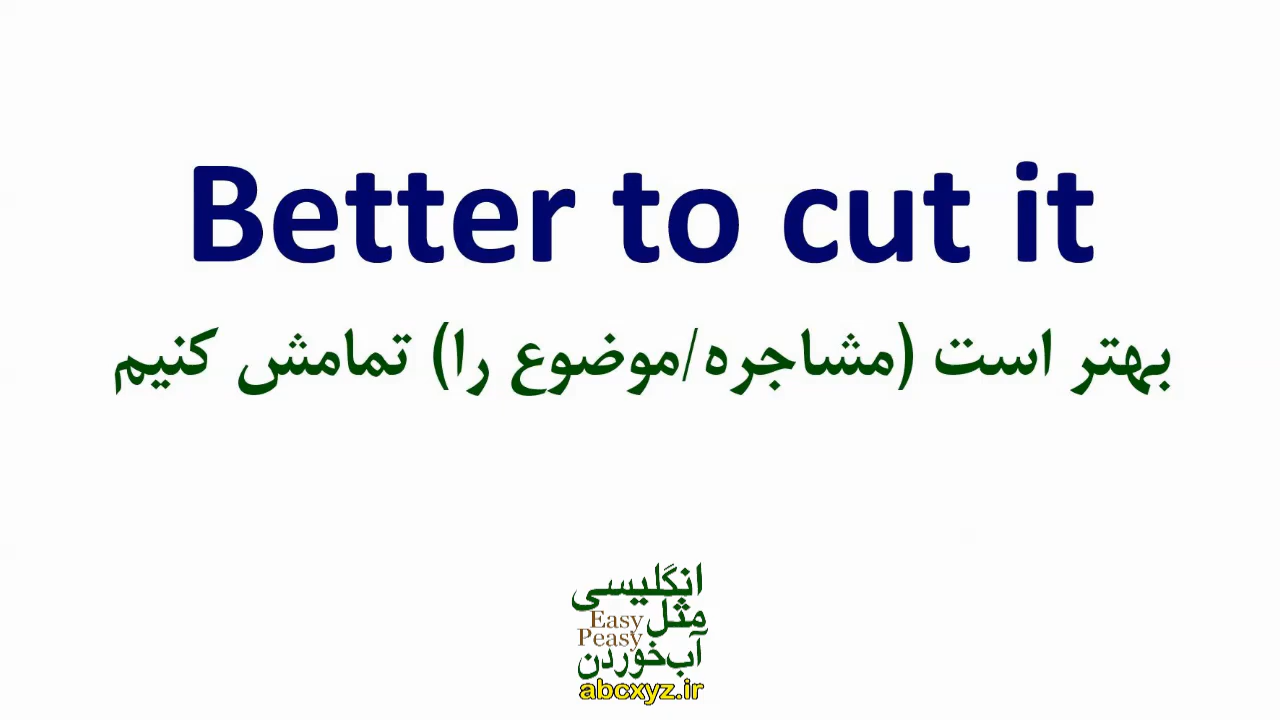 Better to cut it
بهتر است (مشاجره/موضوع را) تمامش کنیم
انگلیسی
مثل Easy
Peasy
آب‌خوردن
abcxyz.ir